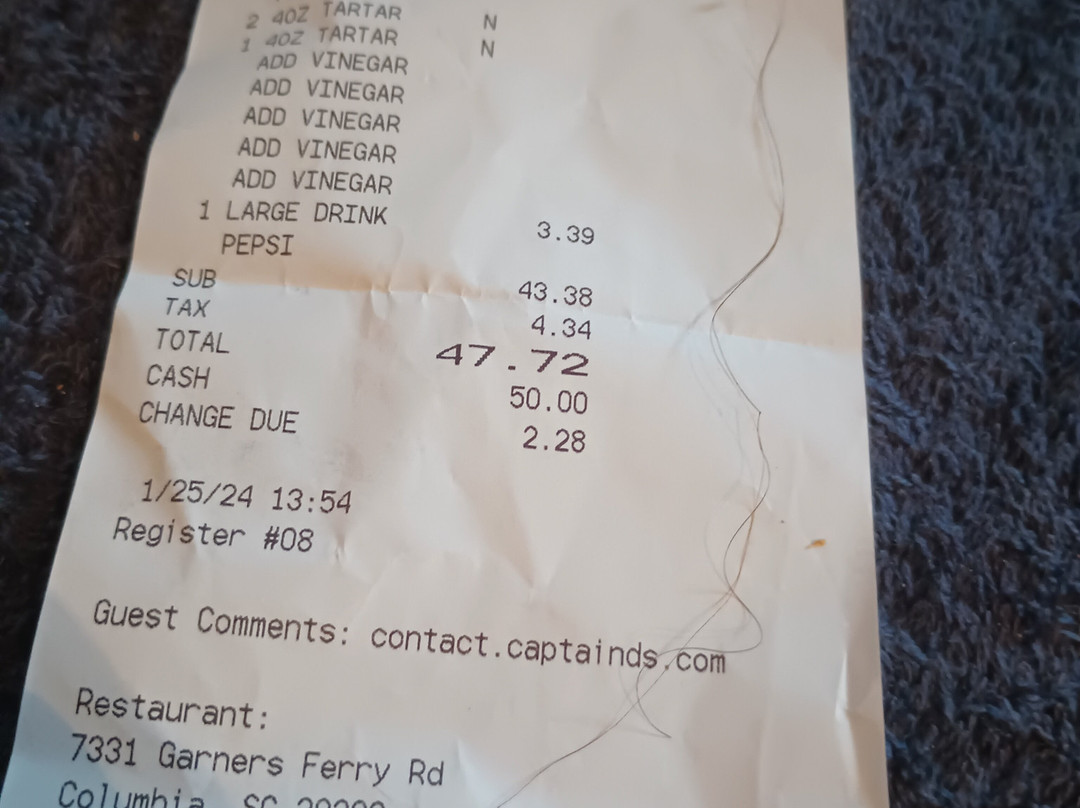 2 4OZ TARTAR N
1 4OZ TARTAR N
ADD VINEGAR
ADD VINEGAR
ADD VINEGAR
ADD VINEGAR
ADD VINEGAR
1 LARGE DRINK 3.39
PEPSI
SUB 43.38
TAX 4.34
TOTAL 47.72
CASH 50.00
CHANGE DUE 2.28
1/25/24 13:54
Register #08
Guest Comments: contact.captainds.com
Restaurant:
7331 Garners Ferry Rd
Columbia, SC